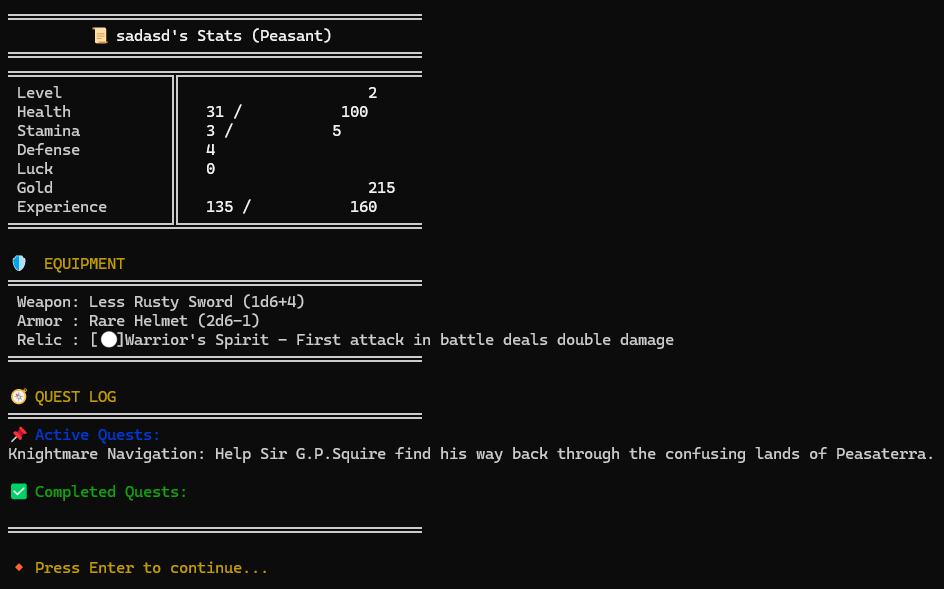 📜 sadasd's Stats (Peasant)
Level 2
Health 31 / 100
Stamina 3 / 5
Defense 4
Luck 0
Gold 215
Experience 135 / 160
🛡️ EQUIPMENT
Weapon: Less Rusty Sword (1d6+4)
Armor : Rare Helmet (2d6-1)
Relic : [⚪]Warrior's Spirit - First attack in battle deals double damage
🧭 QUEST LOG
📌 Active Quests:
Knightmare Navigation: Help Sir G.P.Squire find his way back through the confusing lands of Peasaterra.
✅ Completed Quests:
🔸 Press Enter to continue...